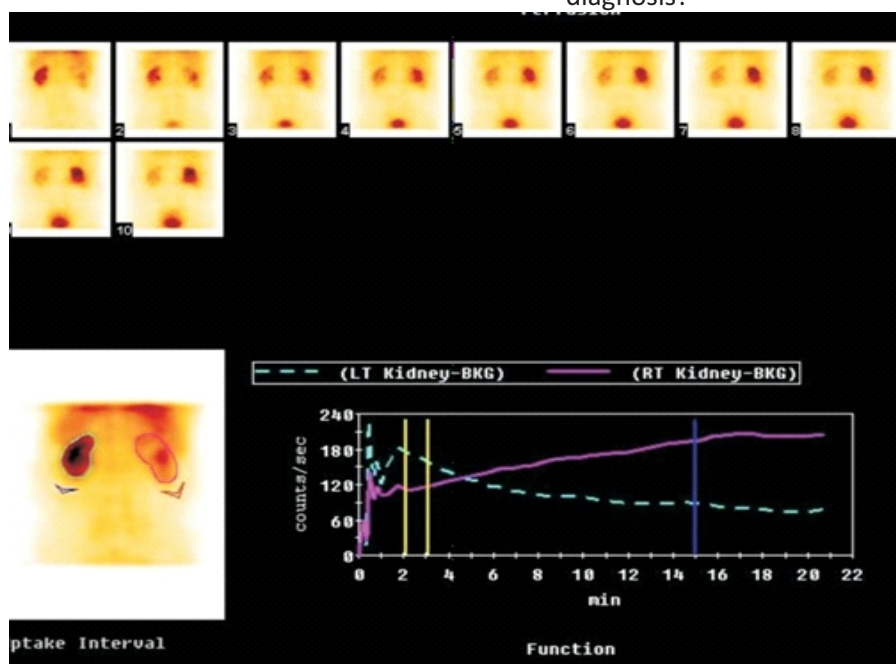 diagnosis?
Perfusion
1 2 3 4 5 6 7 8
10
(LT Kidney-BKG) (RT Kidney-BKG)
240
180
120
60
0
counts/sec
0 2 4 6 8 10 12 14 16 18 20 22
min
ptake Interval
Function